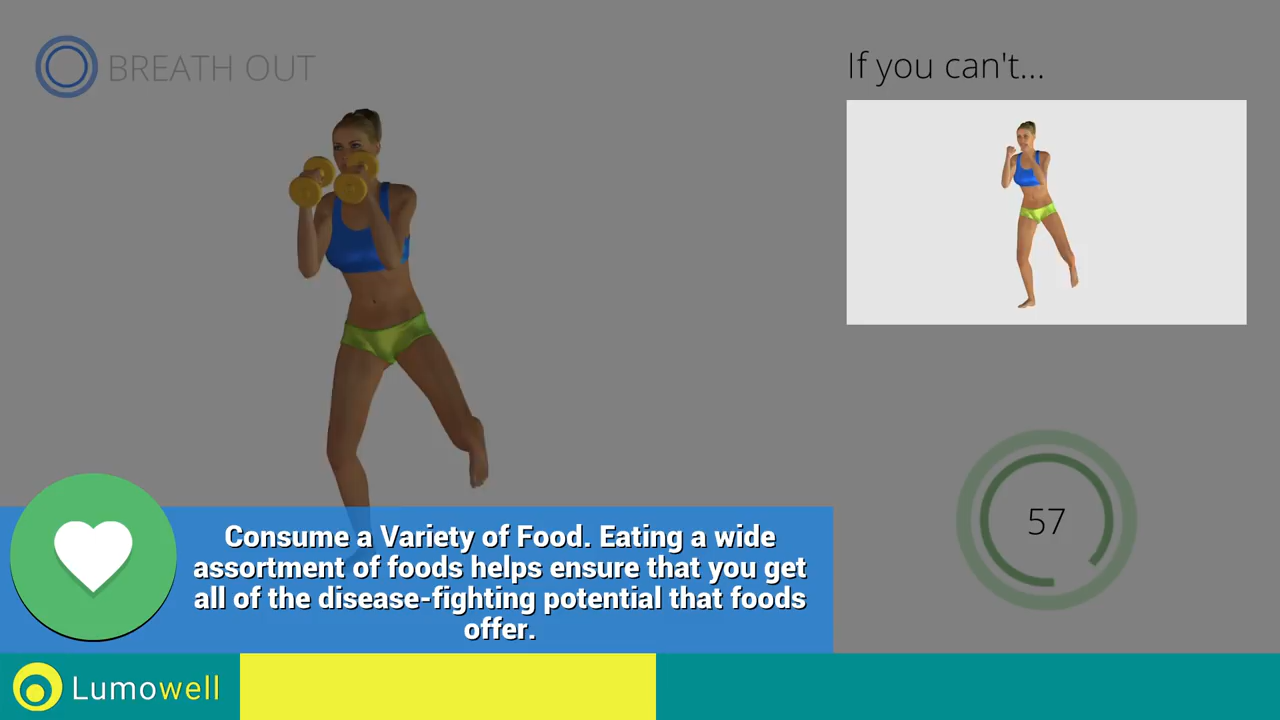 BREATH OUT
If you can't...
57
Consume a Variety of Food. Eating a wide
assortment of foods helps ensure that you get
all of the disease-fighting potential that foods
offer.
Lumowell